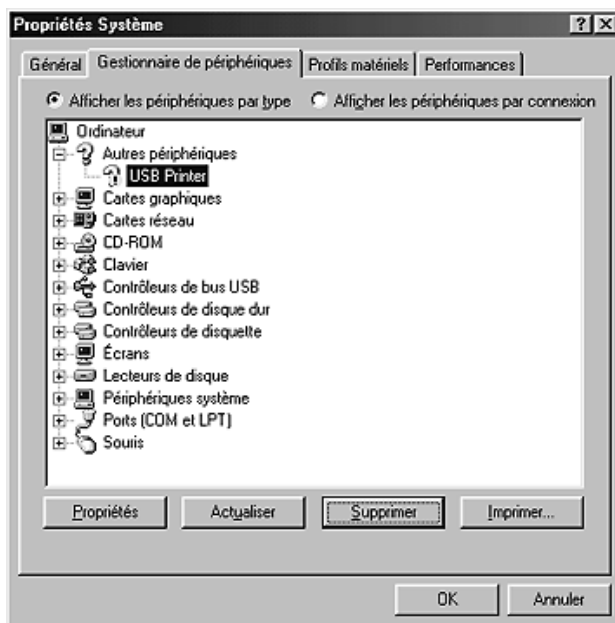 Propriétés Système
Général Gestionnaire de périphériques Profils matériels Performances
Afficher les périphériques par type Afficher les périphériques par connexion
Ordinateur
Autres périphériques
USB Printer
Cartes graphiques
Cartes réseau
CD-ROM
Clavier
Contrôleurs de bus USB
Contrôleurs de disque dur
Contrôleurs de disquette
Écrans
Lecteurs de disque
Périphériques système
Ports (COM et LPT)
Souris
Propriétés Actualiser Supprimer Imprimer...
OK Annuler